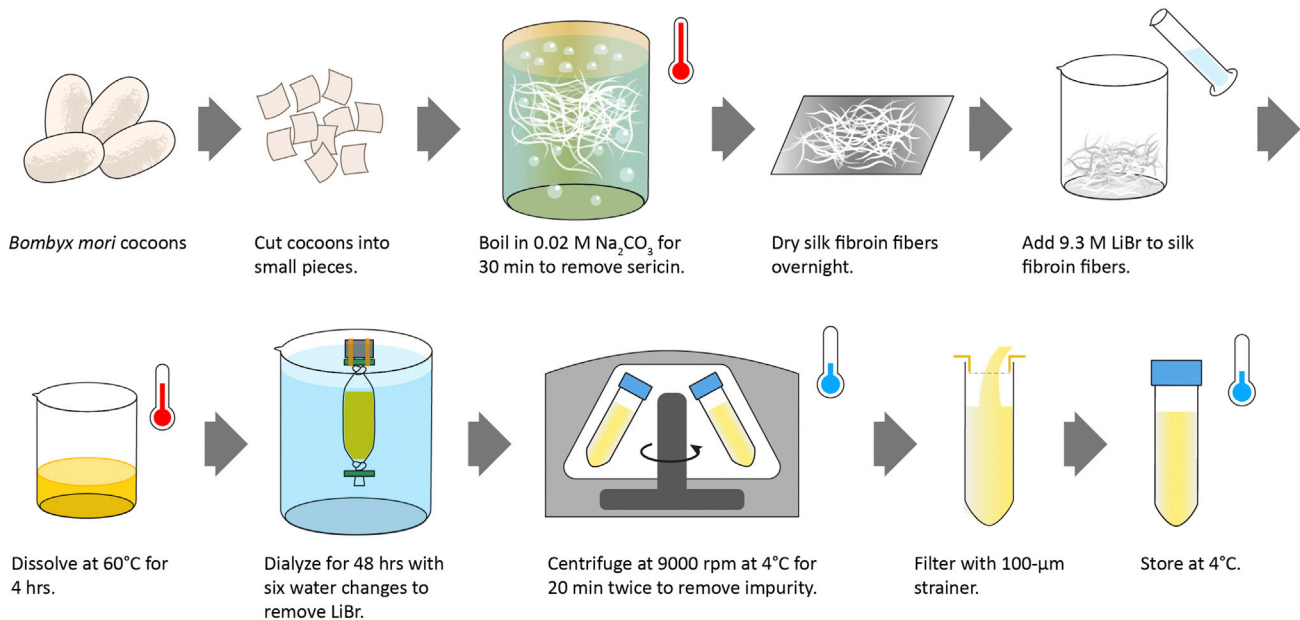 Bombyx mori cocoons
Cut cocoons into
small pieces.
Boil in 0.02 M Na₂CO₃ for
30 min to remove sericin.
Dry silk fibroin fibers
overnight.
Add 9.3 M LiBr to silk
fibroin fibers.
Dissolve at 60°C for
4 hrs.
Dialyze for 48 hrs with
six water changes to
remove LiBr.
Centrifuge at 9000 rpm at 4°C for
20 min twice to remove impurity.
Filter with 100-µm
strainer.
Store at 4°C.